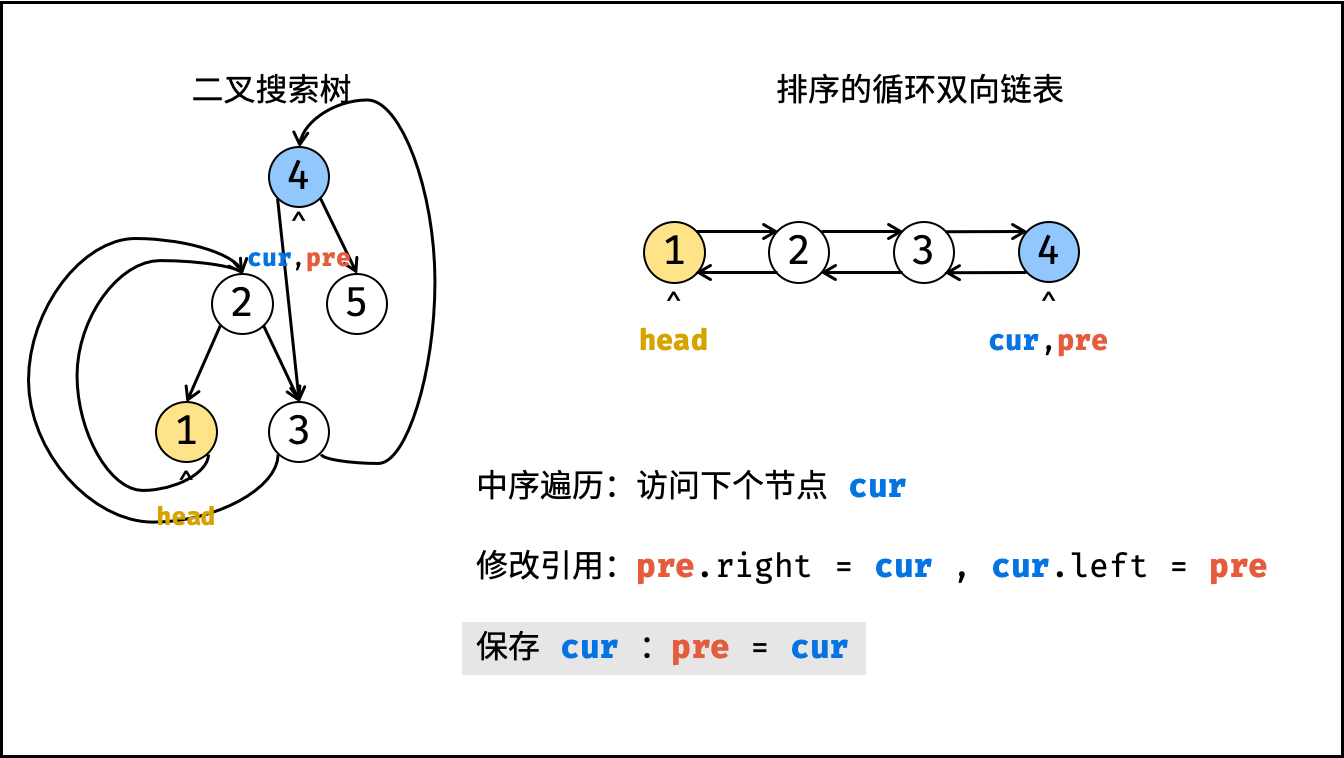 二叉搜索树
排序的循环双向链表
4
^
cur,pre
2
5
1
3
^
head
1
2
3
4
^
^
head
cur,pre
中序遍历：访问下个节点 cur
修改引用：pre.right = cur , cur.left = pre
保存 cur ：pre = cur